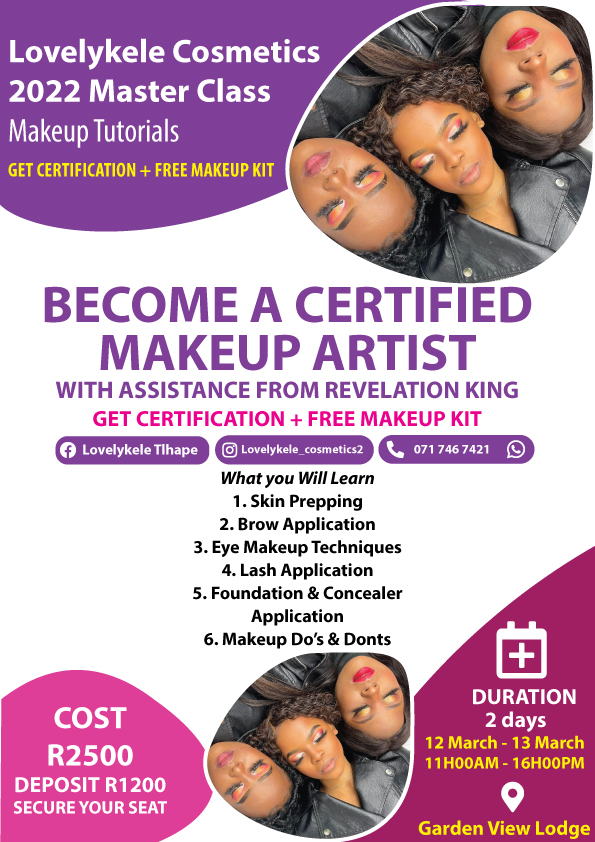 Lovelykele Cosmetics
2022 Master Class
Makeup Tutorials
GET CERTIFICATION + FREE MAKEUP KIT
BECOME A CERTIFIED
MAKEUP ARTIST
WITH ASSISTANCE FROM REVELATION KING
GET CERTIFICATION + FREE MAKEUP KIT
Lovelykele Tlhape
Lovelykele_cosmetics2
071 746 7421
What you Will Learn
1. Skin Prepping
2. Brow Application
3. Eye Makeup Techniques
4. Lash Application
5. Foundation & Concealer
Application
6. Makeup Do's & Donts
COST
R2500
DEPOSIT R1200
SECURE YOUR SEAT
DURATION
2 days
12 March - 13 March
11H00AM - 16H00PM
Garden View Lodge